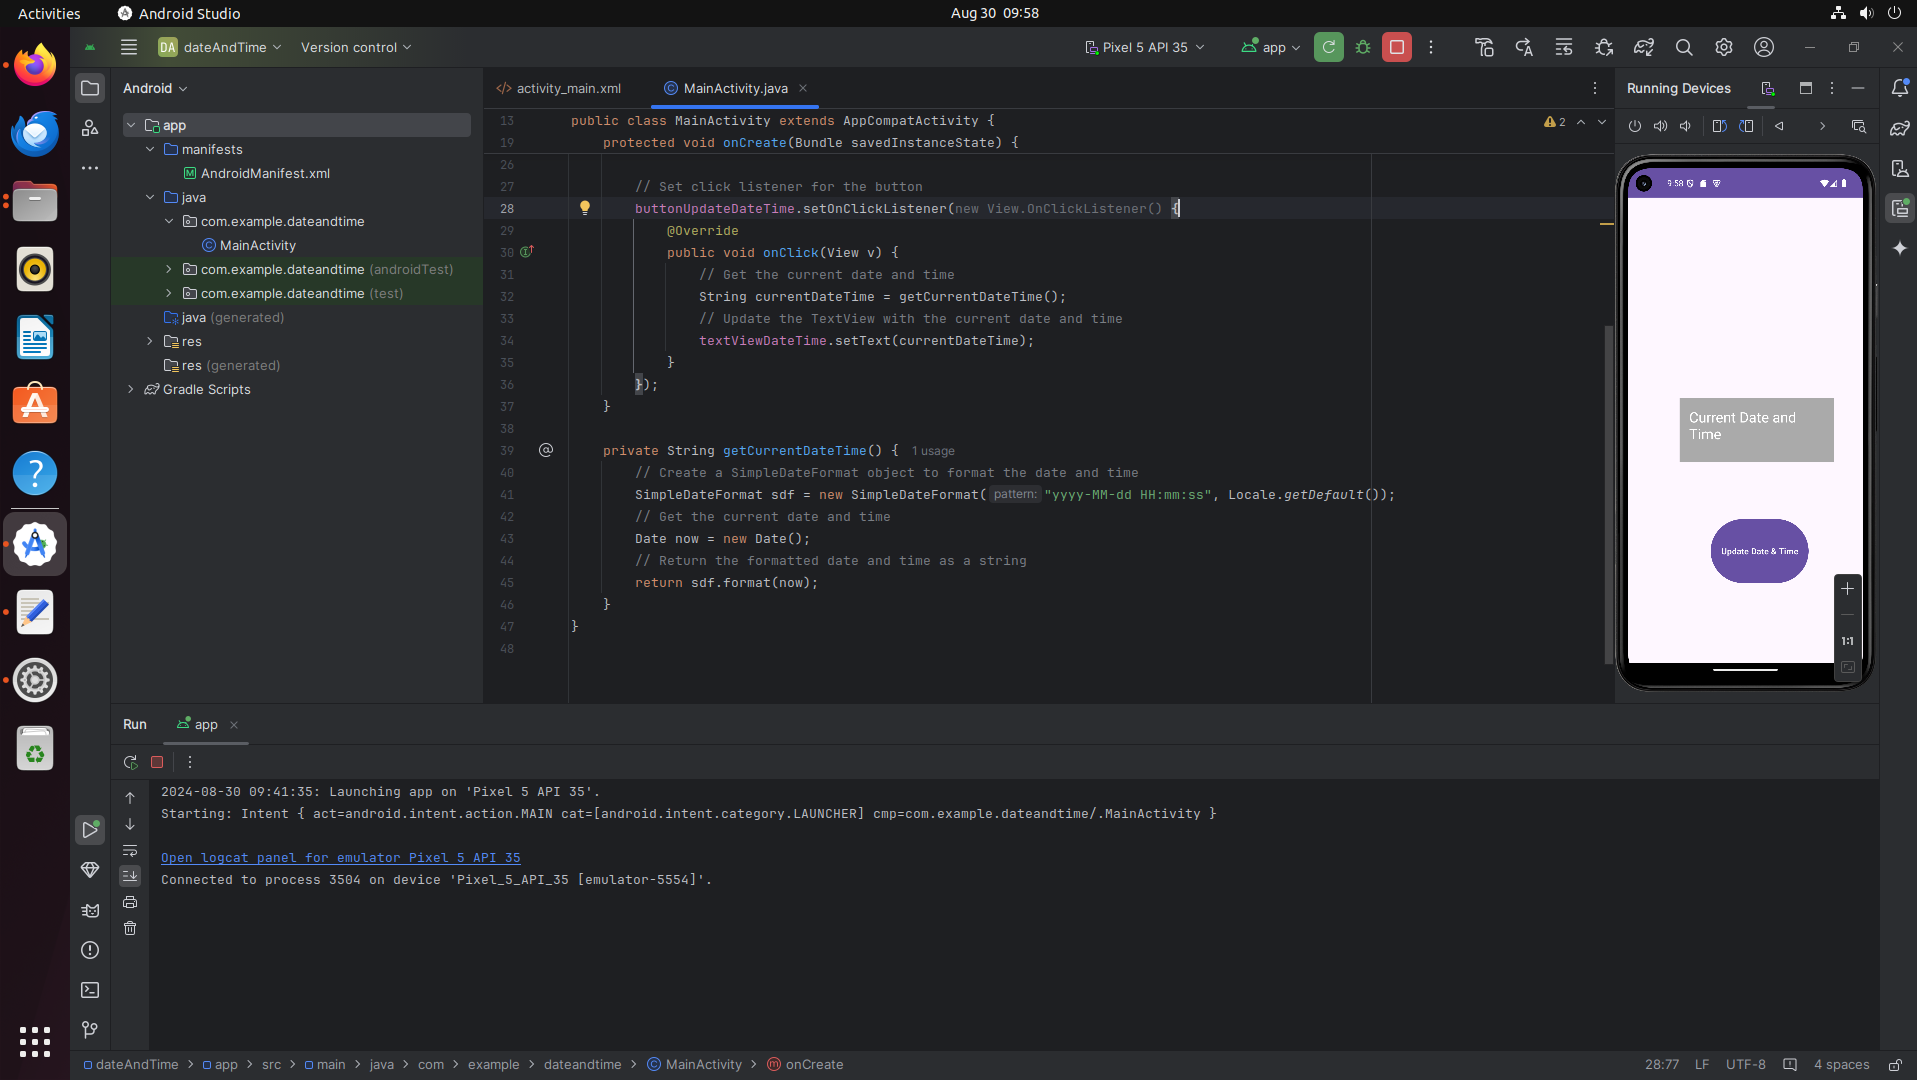 Activities
Android Studio
Aug 30 09:58
DA dateAndTime
Version control
Pixel 5 API 35
app
Android
activity_main.xml
MainActivity.java
Running Devices
app
manifests
AndroidManifest.xml
java
com.example.dateandtime
MainActivity
com.example.dateandtime (androidTest)
com.example.dateandtime (test)
java (generated)
res
res (generated)
Gradle Scripts
13 public class MainActivity extends AppCompatActivity {
2
19 protected void onCreate(Bundle savedInstanceState) {
26
27 // Set click listener for the button
28 buttonUpdateDateTime.setOnClickListener(new View.OnClickListener() {
29 @Override
30 public void onClick(View v) {
31 // Get the current date and time
32 String currentDateTime = getCurrentDateTime();
33 // Update the TextView with the current date and time
34 textViewDateTime.setText(currentDateTime);
35 }
36 });
37 }
38
39 private String getCurrentDateTime() { 1 usage
40 // Create a SimpleDateFormat object to format the date and time
41 SimpleDateFormat sdf = new SimpleDateFormat( pattern: "yyyy-MM-dd HH:mm:ss", Locale.getDefault());
42 // Get the current date and time
43 Date now = new Date();
44 // Return the formatted date and time as a string
45 return sdf.format(now);
46 }
47 }
48
9:58
Current Date and
Time
Update Date & Time
1:1
Run
app
2024-08-30 09:41:35: Launching app on 'Pixel 5 API 35'.
Starting: Intent { act=android.intent.action.MAIN cat=[android.intent.category.LAUNCHER] cmp=com.example.dateandtime/.MainActivity }
Open logcat panel for emulator Pixel 5 API 35
Connected to process 3504 on device 'Pixel_5_API_35 [emulator-5554]'.
dateAndTime > app > src > main > java > com > example > dateandtime > MainActivity > onCreate
28:77
LF
UTF-8
4 spaces